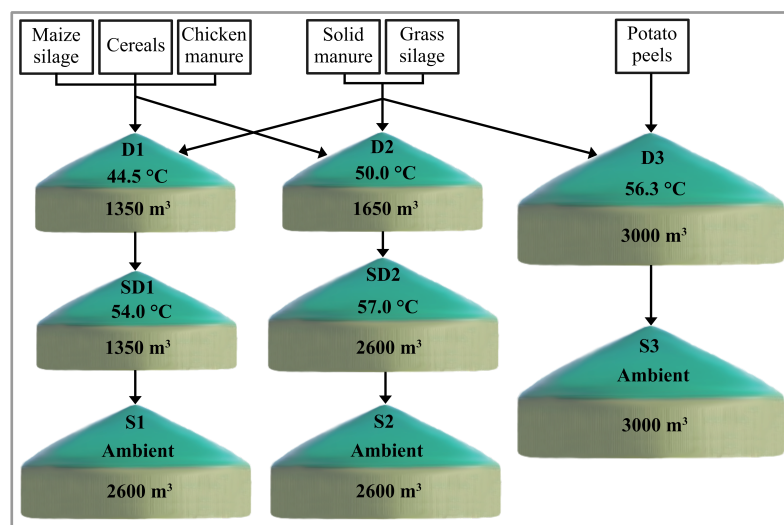 Maize
silage
Cereals
Chicken
manure
Solid
manure
Grass
silage
Potato
peels
D1
44.5 °C
1350 m³
D2
50.0 °C
1650 m³
D3
56.3 °C
3000 m³
SD1
54.0 °C
1350 m³
SD2
57.0 °C
2600 m³
S1
Ambient
2600 m³
S2
Ambient
2600 m³
S3
Ambient
3000 m³